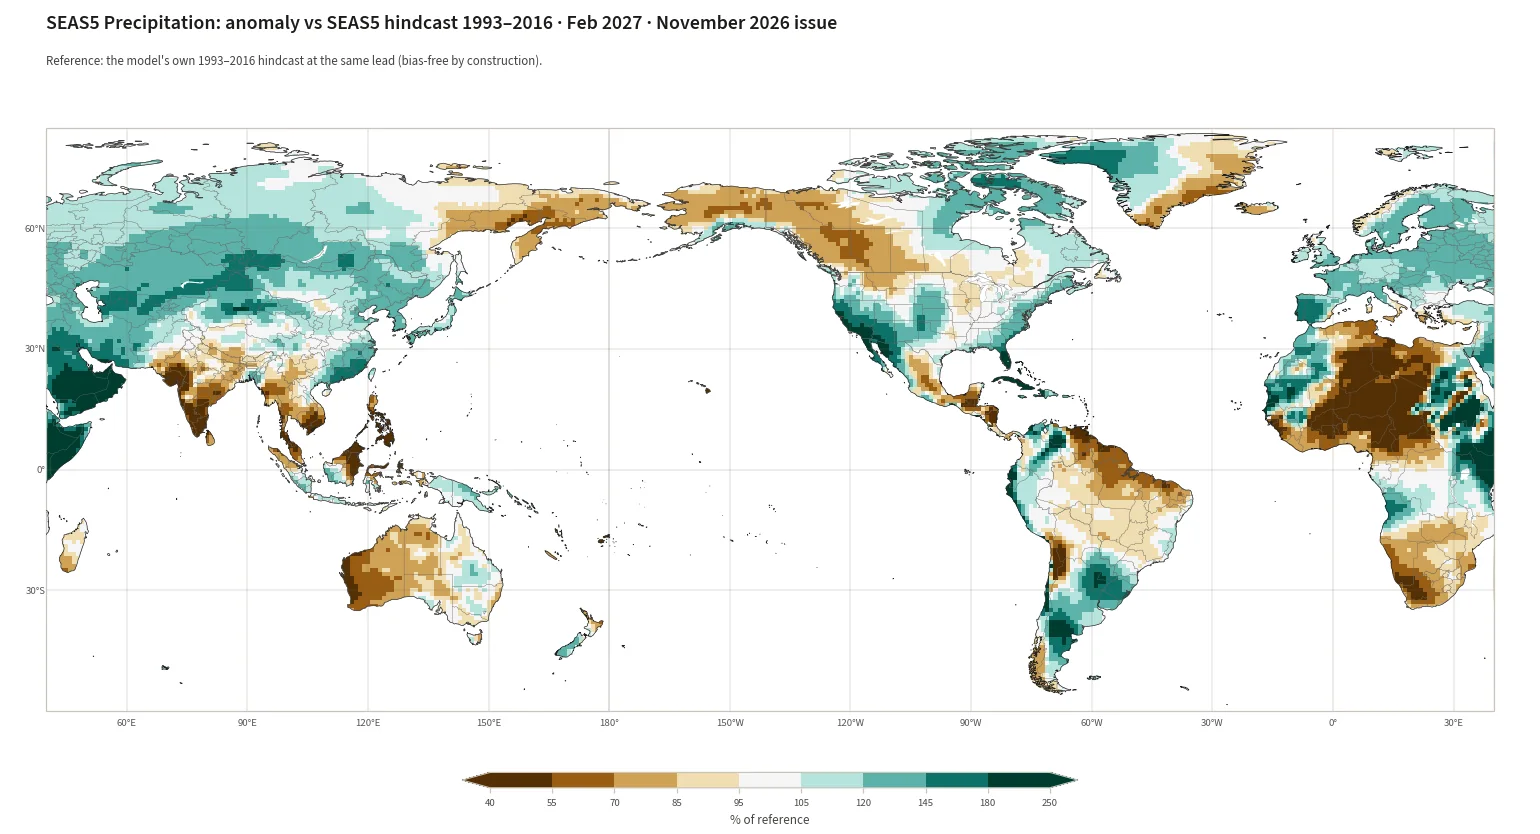 SEAS5 Precipitation: anomaly vs SEAS5 hindcast 1993–2016 · Feb 2027 · November 2026 issue
Reference: the model's own 1993–2016 hindcast at the same lead (bias-free by construction).
60°N
30°N
0°
30°S
60°E 90°E 120°E 150°E 180° 150°W 120°W 90°W 60°W 30°W 0° 30°E
40 55 70 85 95 105 120 145 180 250
% of reference